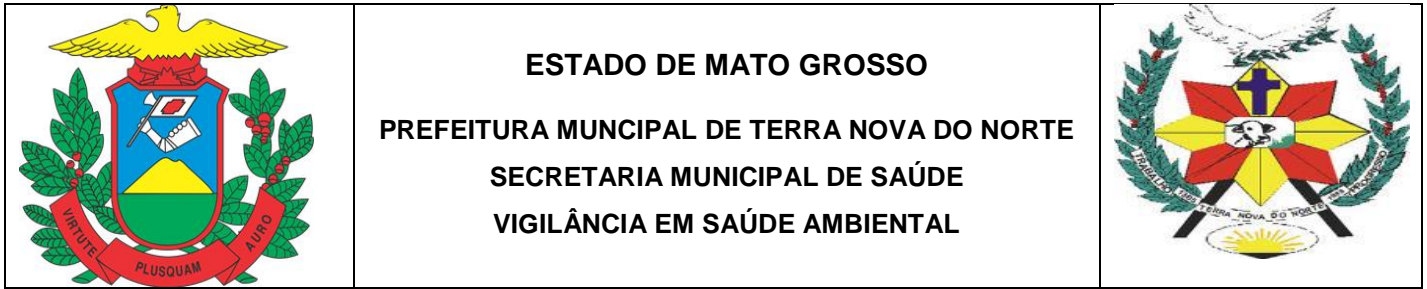 ESTADO DE MATO GROSSO
PREFEITURA MUNCIPAL DE TERRA NOVA DO NORTE
SECRETARIA MUNICIPAL DE SAÚDE
VIGILÂNCIA EM SAÚDE AMBIENTAL
VIRTUTE PLUSQUAM AURO
TRABALHO TERRA NOVA DO NORTE PROGRESSO